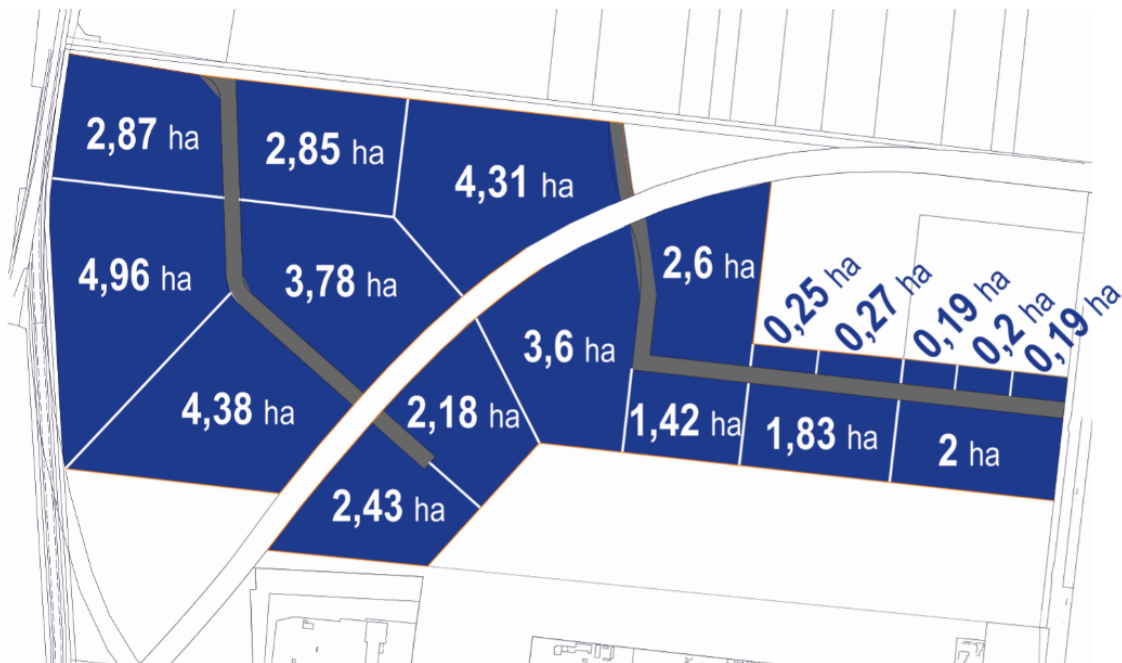 2,87 ha
2,85 ha
4,31 ha
4,96 ha
3,78 ha
2,6 ha
0,25 ha
0,27 ha
0,19 ha
0,2 ha
0,19 ha
3,6 ha
4,38 ha
2,18 ha
1,42 ha
1,83 ha
2 ha
2,43 ha